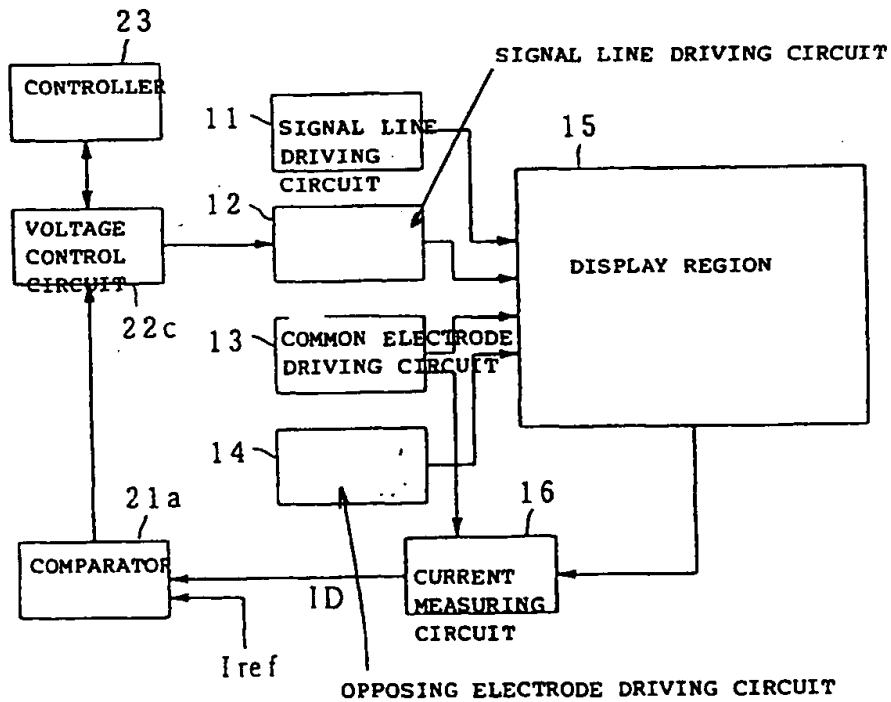 23
SIGNAL LINE DRIVING CIRCUIT
CONTROLLER
11
SIGNAL LINE
DRIVING
CIRCUIT
15
12
VOLTAGE
CONTROL
CIRCUIT
DISPLAY REGION
22c
13
COMMON ELECTRODE
DRIVING CIRCUIT
14
21a
16
COMPARATOR
ID
CURRENT
MEASURING
CIRCUIT
Iref
OPPOSING ELECTRODE DRIVING CIRCUIT